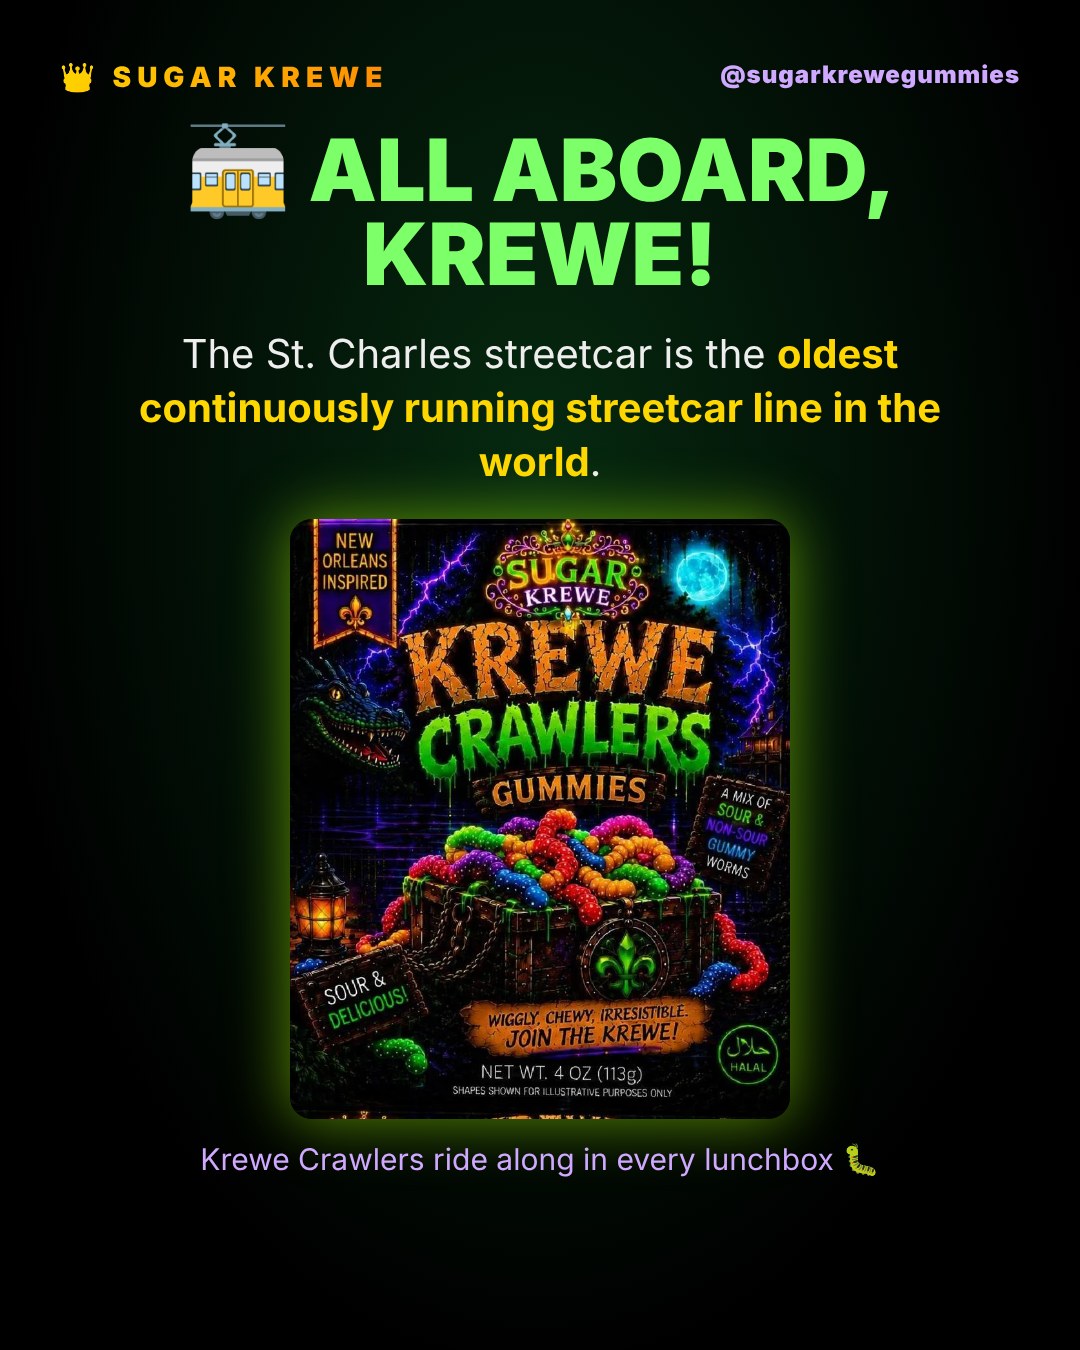 👑 SUGAR KREWE
@sugarkrewegummies
🚋 ALL ABOARD,
KREWE!
The St. Charles streetcar is the oldest
continuously running streetcar line in the
world.
NEW
ORLEANS
INSPIRED
SUGAR
KREWE
KREWE
CRAWLERS
GUMMIES
A MIX OF
SOUR &
NON-SOUR
GUMMY
WORMS
SOUR &
DELICIOUS!
WIGGLY, CHEWY, IRRESISTIBLE.
JOIN THE KREWE!
NET WT. 4 OZ (113g)
SHAPES SHOWN FOR ILLUSTRATIVE PURPOSES ONLY
حلال
HALAL
Krewe Crawlers ride along in every lunchbox 🐛